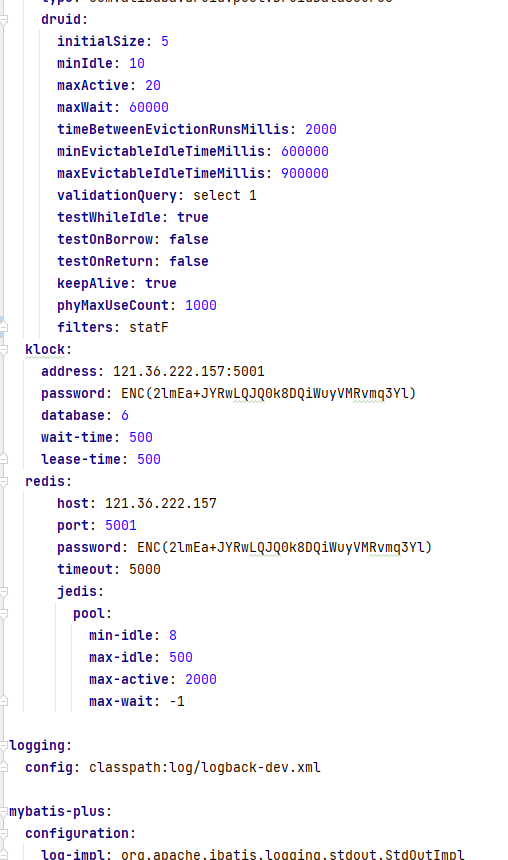 type: com.alibaba.druid.pool.DruidDataSource
druid:
initialSize: 5
minIdle: 10
maxActive: 20
maxWait: 60000
timeBetweenEvictionRunsMillis: 2000
minEvictableIdleTimeMillis: 600000
maxEvictableIdleTimeMillis: 900000
validationQuery: select 1
testWhileIdle: true
testOnBorrow: false
testOnReturn: false
keepAlive: true
phyMaxUseCount: 1000
filters: statF
klock:
address: 121.36.222.157:5001
password: ENC(2lmEa+JYRwLQJQ0k8DQiWuyVMRvmq3Yl)
database: 6
wait-time: 500
lease-time: 500
redis:
host: 121.36.222.157
port: 5001
password: ENC(2lmEa+JYRwLQJQ0k8DQiWuyVMRvmq3Yl)
timeout: 5000
jedis:
pool:
min-idle: 8
max-idle: 500
max-active: 2000
max-wait: -1
logging:
config: classpath:log/logback-dev.xml
mybatis-plus:
configuration:
log-impl: org.apache.ibatis.logging.stdout.StdOutImpl